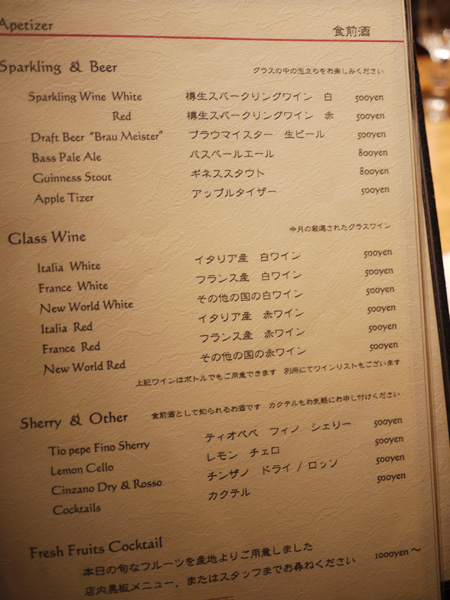 Apetizer 食前酒
Sparkling & Beer グラスの中の泡立ちをお楽しみください
Sparkling Wine White 樽生スパークリングワイン 白 500yen
Red 樽生スパークリングワイン 赤 500yen
Draft Beer "Brau Meister" ブラウマイスター 生ビール 500yen
Bass Pale Ale バスペールエール 800yen
Guinness Stout ギネススタウト 800yen
Apple Tizer アップルタイザー 500yen
Glass Wine 今月の厳選されたグラスワイン
Italia White イタリア産 白ワイン 500yen
France White フランス産 白ワイン 500yen
New World White その他の国の白ワイン 500yen
Italia Red イタリア産 赤ワイン 500yen
France Red フランス産 赤ワイン 500yen
New World Red その他の国の赤ワイン 500yen
上記ワインはボトルでもご用意できます 別冊にてワインリストもございます
Sherry & Other 食前酒として知られるお酒です カクテルもお気軽にお申し付けください
Tio pepe Fino Sherry ティオペペ フィノ シェリー 500yen
Lemon Cello レモン チェロ 500yen
Cinzano Dry & Rosso チンザノ ドライ / ロッソ 500yen
Cocktails カクテル 500yen
Fresh Fruits Cocktail
本日の旬なフルーツを産地よりご用意しました
店内黒板メニュー、またはスタッフまでお尋ねください 1000yen～